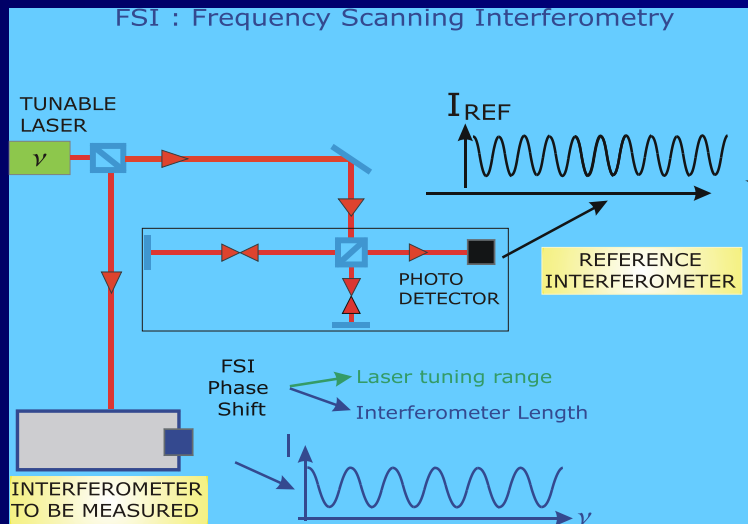 FSI : Frequency Scanning Interferometry
TUNABLE
LASER
ν
I REF
PHOTO
DETECTOR
REFERENCE
INTERFEROMETER
FSI
Phase
Shift
Laser tuning range
Interferometer Length
I
INTERFEROMETER
TO BE MEASURED
ν